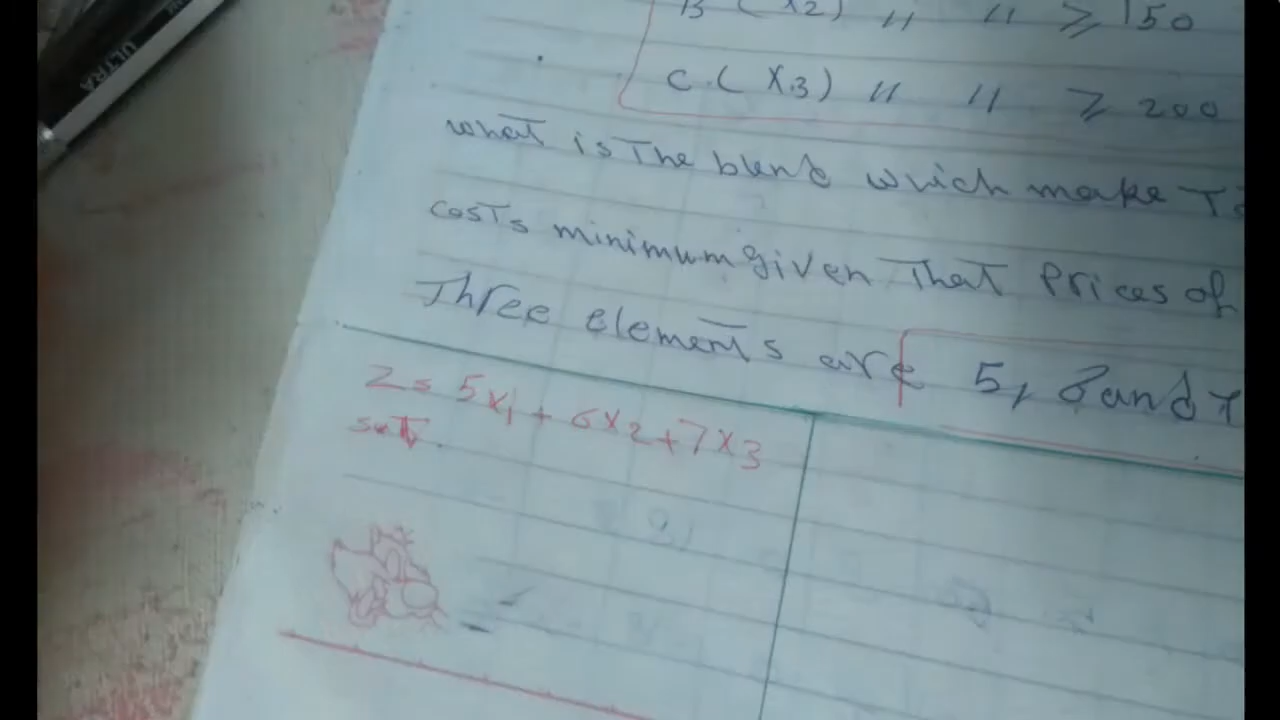 ULTRA
B (X2) " " ≥ 150
C. (X3) " " ≥ 200
what is The blend which make
costs minimum given That Prices of
Three elements are 5, 6 and 7
Z = 5x1 + 6x2 + 7x3
s.T.